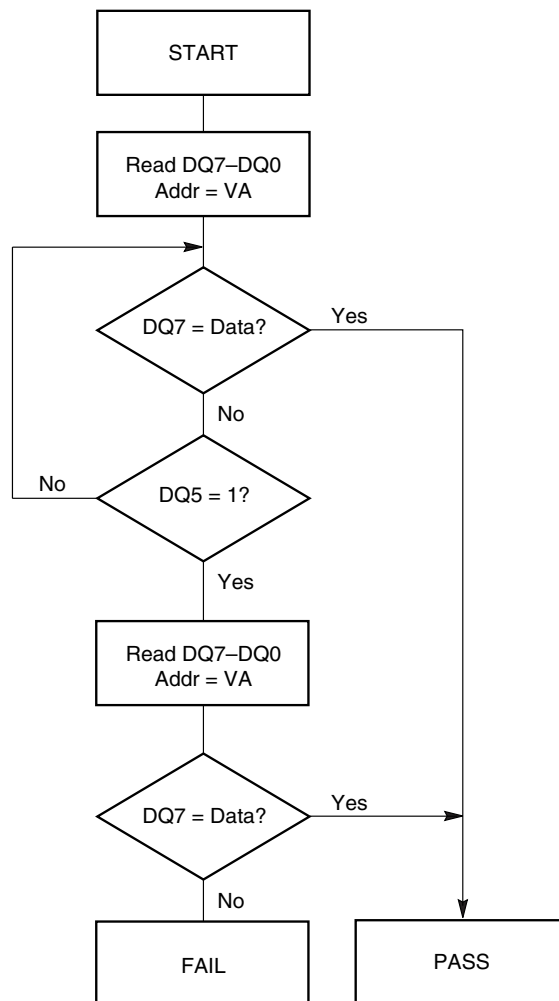 START
Read DQ7–DQ0
Addr = VA
DQ7 = Data?
Yes
No
No
DQ5 = 1?
Yes
Read DQ7–DQ0
Addr = VA
DQ7 = Data?
Yes
No
FAIL
PASS